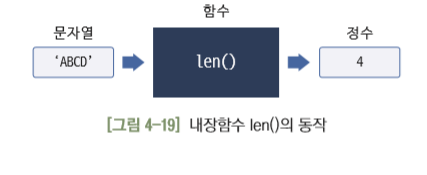 함수
문자열
정수
‘ABCD’
len()
4
[그림 4-19] 내장함수 len()의 동작